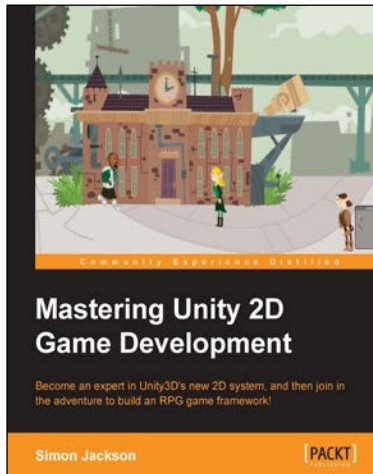 Community Experience Distilled
Mastering Unity 2D
Game Development
Become an expert in Unity3D's new 2D system, and then join in
the adventure to build an RPG game framework!
Simon Jackson
[PACKT]
PUBLISHING